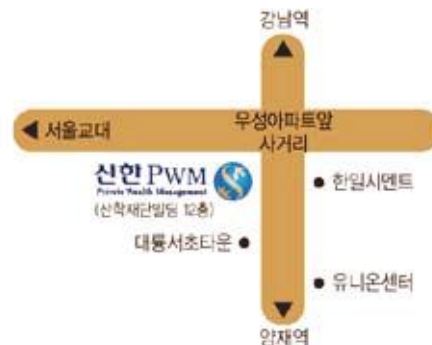 강남역
서울교대
우성아파트앞
사거리
신한 PWM
Private Wealth Management
(산학재단빌딩 12층)
한일시멘트
대륭서초타운
유니온센터
양재역